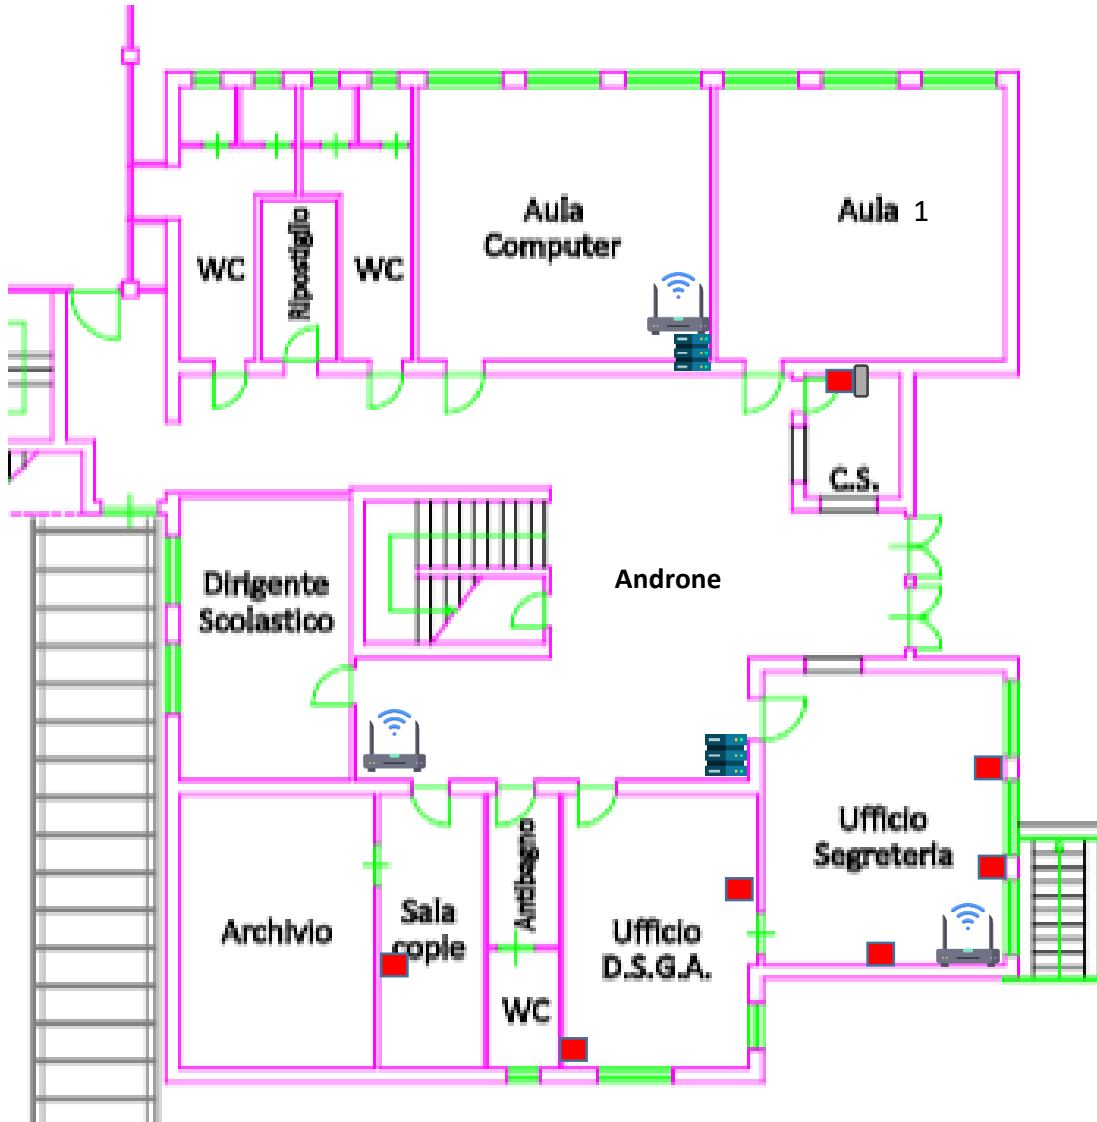 Aula
Computer
Aula 1
WC
Ripostiglio
WC
C.S.
Dirigente
Scolastico
Androne
Ufficio
Segreteria
Archivio
Sala
copie
Antibagno
WC
Ufficio
D.S.G.A.